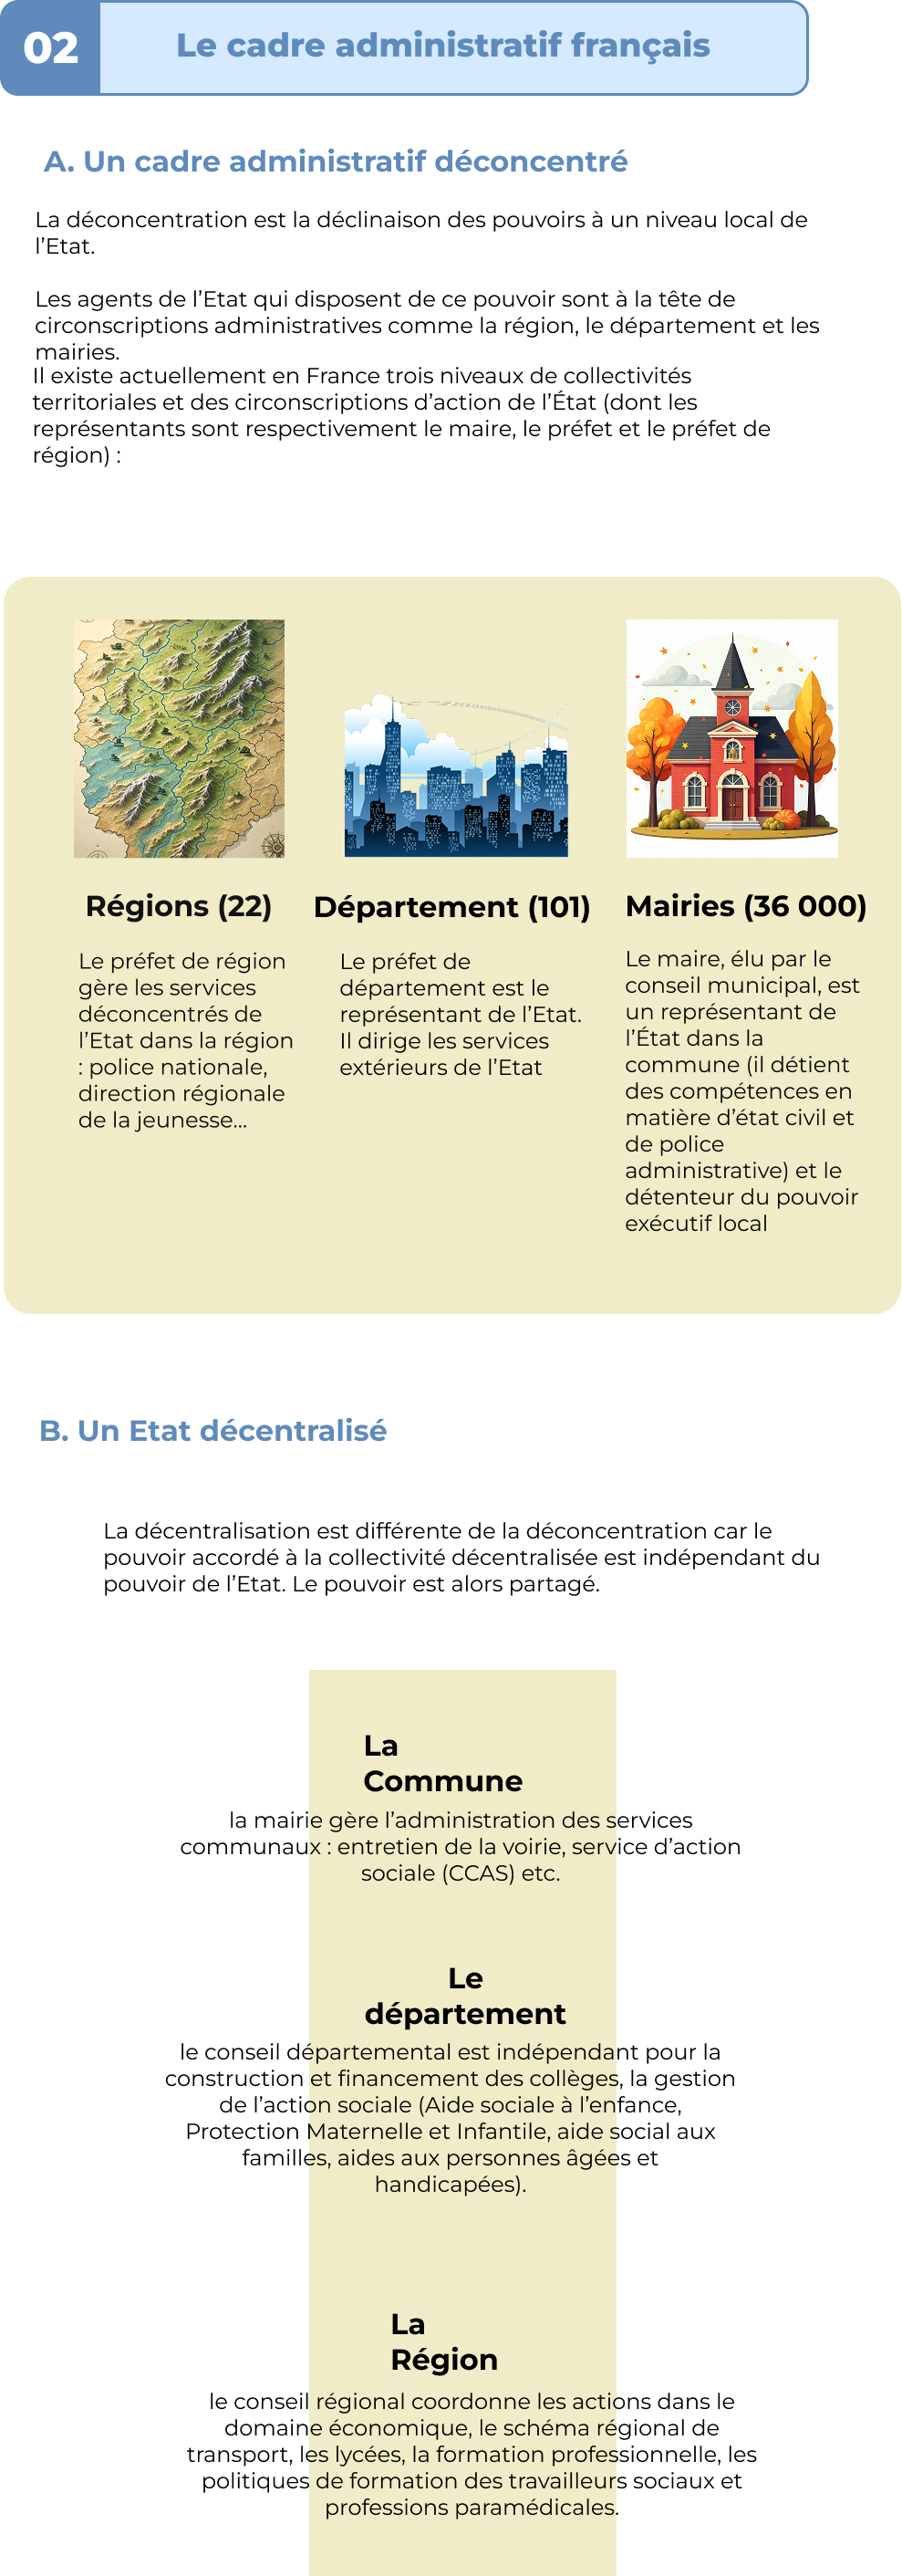 02
Le cadre administratif français
A. Un cadre administratif déconcentré
La déconcentration est la déclinaison des pouvoirs à un niveau local de
l’Etat.
Les agents de l’Etat qui disposent de ce pouvoir sont à la tête de
circonscriptions administratives comme la région, le département et les
mairies.
Il existe actuellement en France trois niveaux de collectivités
territoriales et des circonscriptions d’action de l’État (dont les
représentants sont respectivement le maire, le préfet et le préfet de
région) :
Régions (22)
Le préfet de région
gère les services
déconcentrés de
l’Etat dans la région
: police nationale,
direction régionale
de la jeunesse...
Département (101)
Le préfet de
département est le
représentant de l’Etat.
Il dirige les services
extérieurs de l’Etat
Mairies (36 000)
Le maire, élu par le
conseil municipal, est
un représentant de
l’État dans la
commune (il détient
des compétences en
matière d’état civil et
de police
administrative) et le
détenteur du pouvoir
exécutif local
B. Un Etat décentralisé
La décentralisation est différente de la déconcentration car le
pouvoir accordé à la collectivité décentralisée est indépendant du
pouvoir de l’Etat. Le pouvoir est alors partagé.
La
Commune
la mairie gère l’administration des services
communaux : entretien de la voirie, service d’action
sociale (CCAS) etc.
Le
département
le conseil départemental est indépendant pour la
construction et financement des collèges, la gestion
de l’action sociale (Aide sociale à l’enfance,
Protection Maternelle et Infantile, aide social aux
familles, aides aux personnes âgées et
handicapées).
La
Région
le conseil régional coordonne les actions dans le
domaine économique, le schéma régional de
transport, les lycées, la formation professionnelle, les
politiques de formation des travailleurs sociaux et
professions paramédicales.